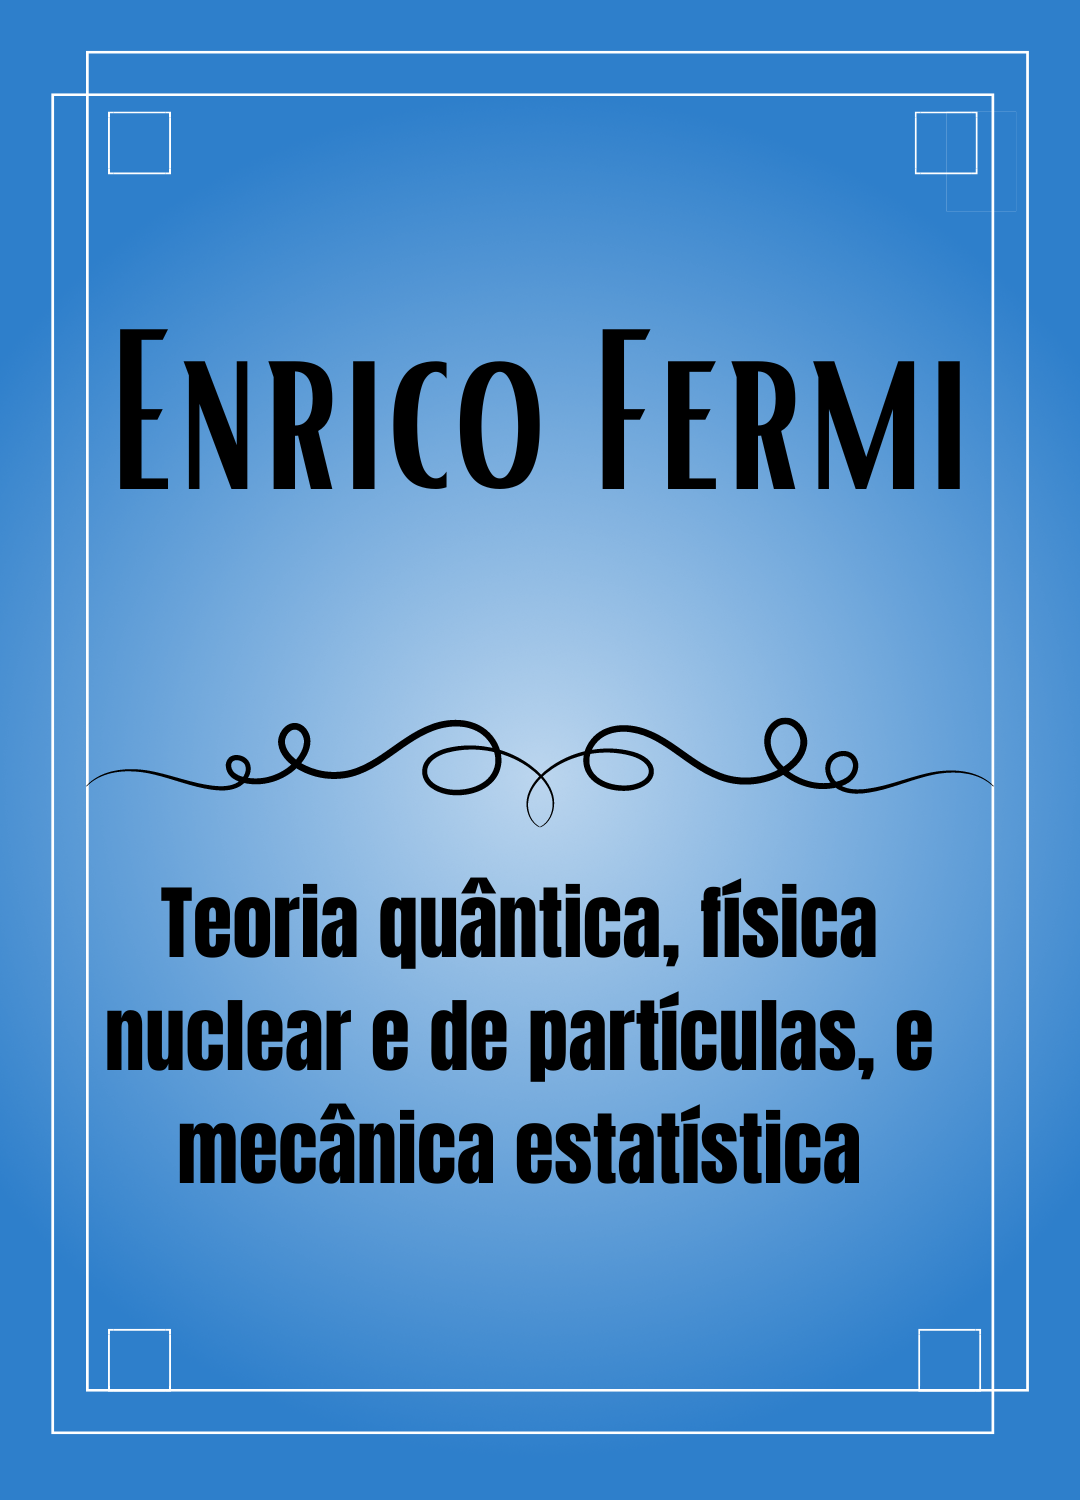 Enrico Fermi
Teoria quântica, física
nuclear e de partículas, e
mecânica estatística